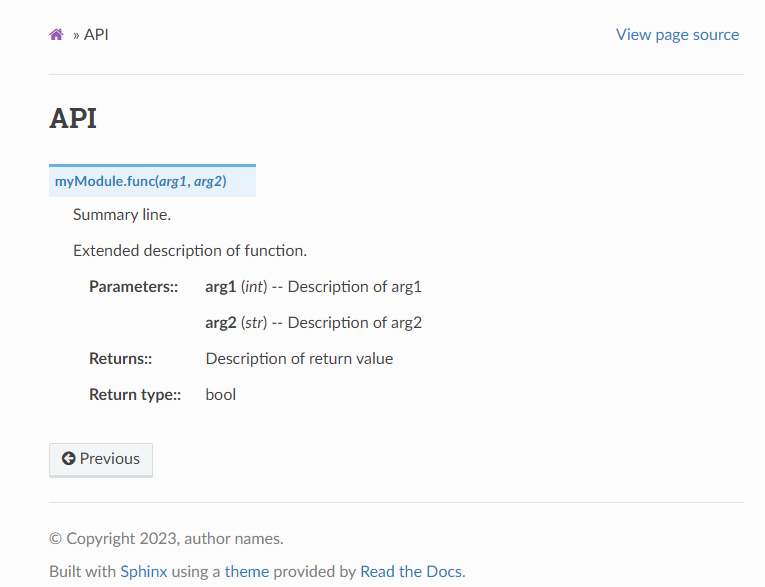 » API View page source
API
myModule.func(arg1, arg2)
Summary line.
Extended description of function.
Parameters:: arg1 (int) -- Description of arg1
arg2 (str) -- Description of arg2
Returns:: Description of return value
Return type:: bool
Previous
© Copyright 2023, author names.
Built with Sphinx using a theme provided by Read the Docs.